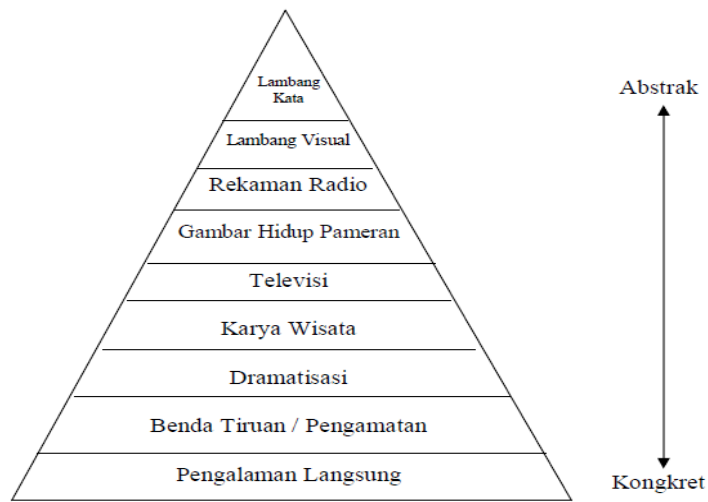 Lambang
Kata
Lambang Visual
Rekaman Radio
Gambar Hidup Pameran
Televisi
Karya Wisata
Dramatisasi
Benda Tiruan / Pengamatan
Pengalaman Langsung
Abstrak
Kongkret